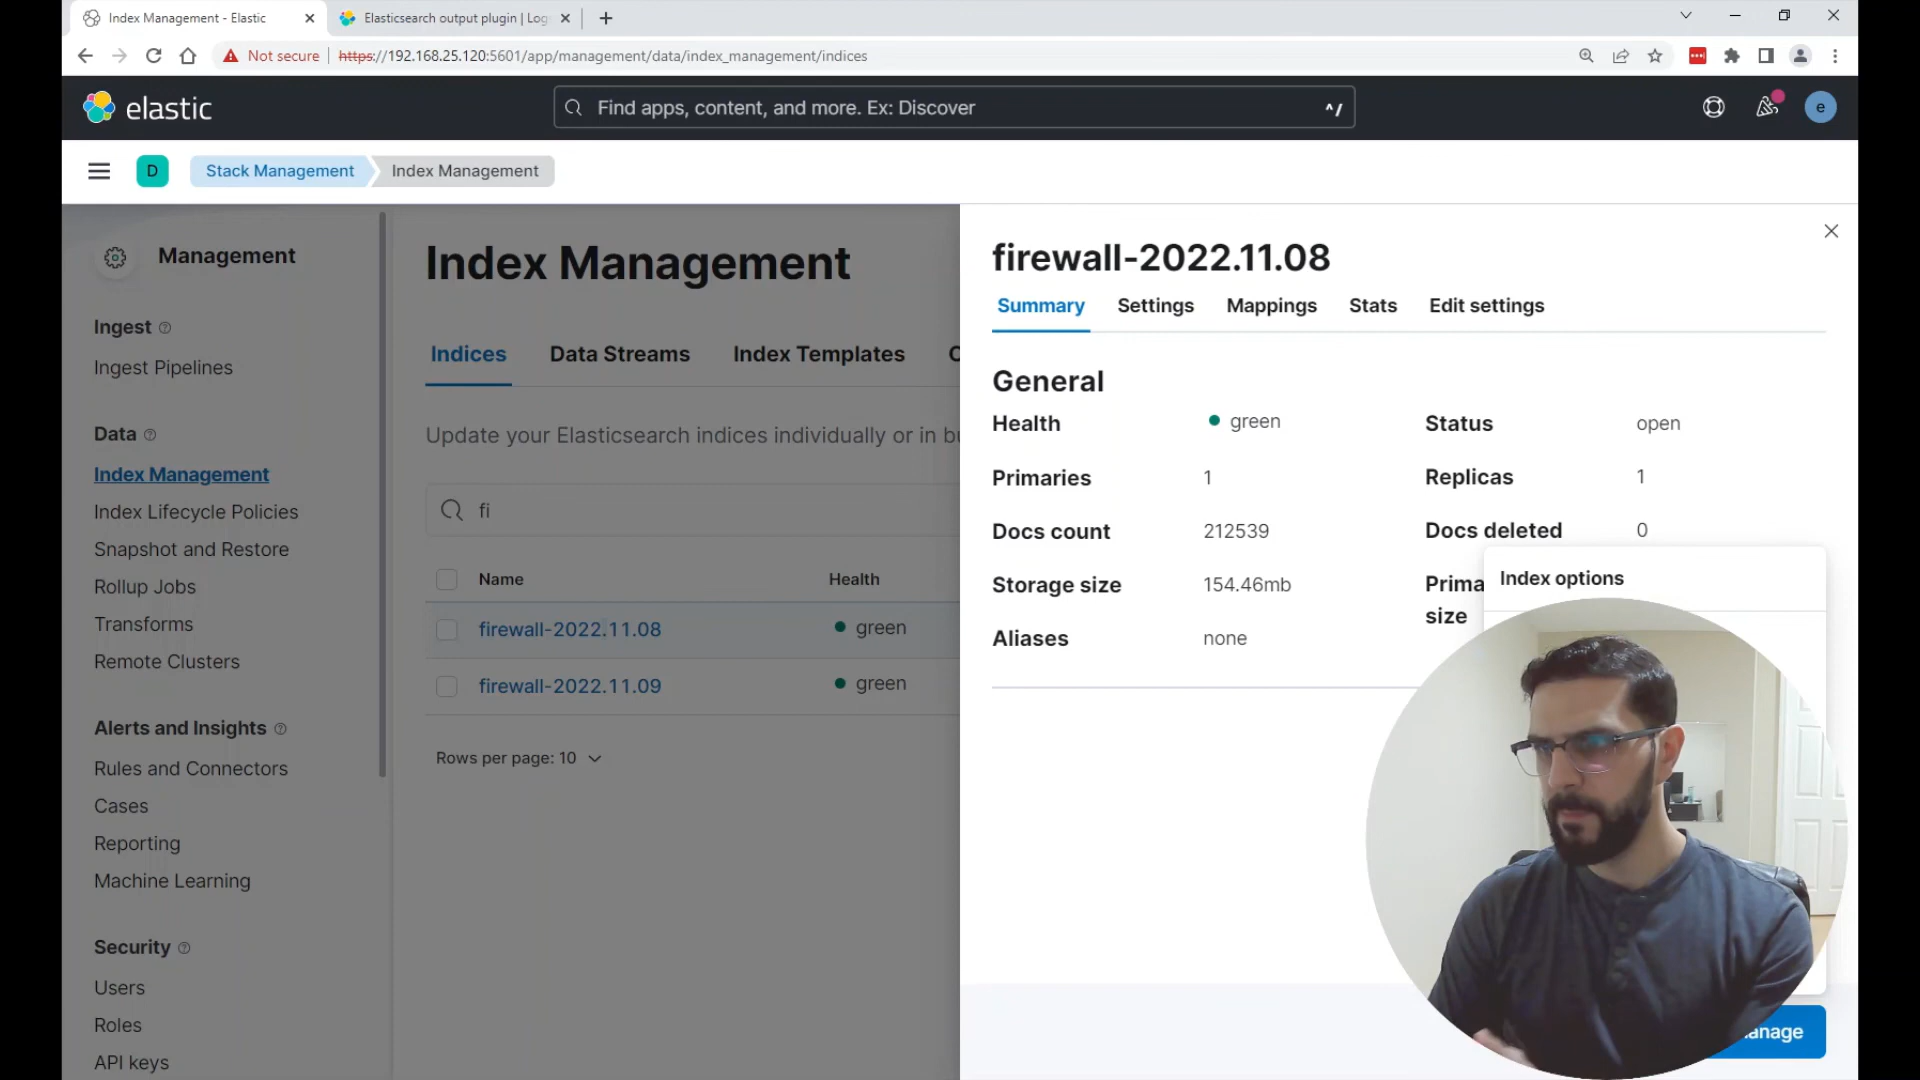 Index Management - Elastic
Elasticsearch output plugin | Log
Not secure
https://192.168.25.120:5601/app/management/data/index_management/indices
elastic
Find apps, content, and more. Ex: Discover
^/
e
D
Stack Management
Index Management
Management
Ingest
Ingest Pipelines
Data
Index Management
Index Lifecycle Policies
Snapshot and Restore
Rollup Jobs
Transforms
Remote Clusters
Alerts and Insights
Rules and Connectors
Cases
Reporting
Machine Learning
Security
Users
Roles
API keys
Index Management
Indices
Data Streams
Index Templates
C
Update your Elasticsearch indices individually or in bu
fi
Name
Health
firewall-2022.11.08
green
firewall-2022.11.09
green
Rows per page: 10
firewall-2022.11.08
Summary
Settings
Mappings
Stats
Edit settings
General
Health
green
Status
open
Primaries
1
Replicas
1
Docs count
212539
Docs deleted
0
Storage size
154.46mb
Prima
size
Aliases
none
Index options
anage